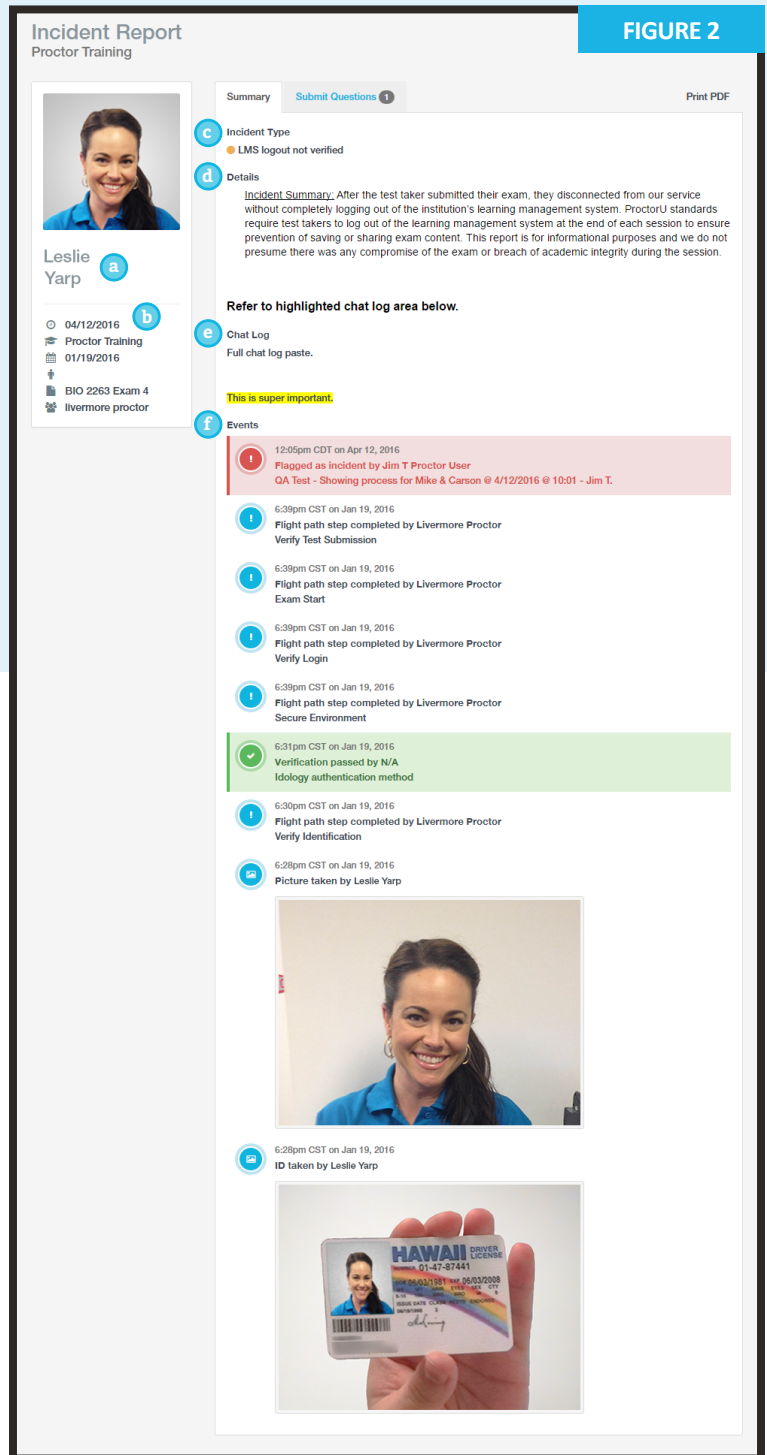 FIGURE 2
Incident Report
Proctor Training
Leslie
Yarp
a
b
04/12/2016
Proctor Training
01/19/2016
BIO 2263 Exam 4
livermore proctor
Summary
Submit Questions 1
Print PDF
c
Incident Type
LMS logout not verified
d
Details
Incident Summary: After the test taker submitted their exam, they disconnected from our service
without completely logging out of the institution's learning management system. ProctorU standards
require test takers to log out of the learning management system at the end of each session to ensure
prevention of saving or sharing exam content. This report is for informational purposes and we do not
presume there was any compromise of the exam or breach of academic integrity during the session.
Refer to highlighted chat log area below.
e
Chat Log
Full chat log paste.
This is super important.
f
Events
12:05pm CDT on Apr 12, 2016
Flagged as incident by Jim T Proctor User
QA Test - Showing process for Mike & Carson @ 4/12/2016 @ 10:01 - Jim T.
6:39pm CST on Jan 19, 2016
Flight path step completed by Livermore Proctor
Verify Test Submission
6:39pm CST on Jan 19, 2016
Flight path step completed by Livermore Proctor
Exam Start
6:39pm CST on Jan 19, 2016
Flight path step completed by Livermore Proctor
Verify Login
6:39pm CST on Jan 19, 2016
Flight path step completed by Livermore Proctor
Secure Environment
6:31pm CST on Jan 19, 2016
Verification passed by N/A
Idology authentication method
6:30pm CST on Jan 19, 2016
Flight path step completed by Livermore Proctor
Verify Identification
6:28pm CST on Jan 19, 2016
Picture taken by Leslie Yarp
6:28pm CST on Jan 19, 2016
ID taken by Leslie Yarp
HAWAII DRIVER
LICENSE
NUMBER 01-47-87441
06/03/1981 EXP 06/03/2008
ISSUE DATE CLASS